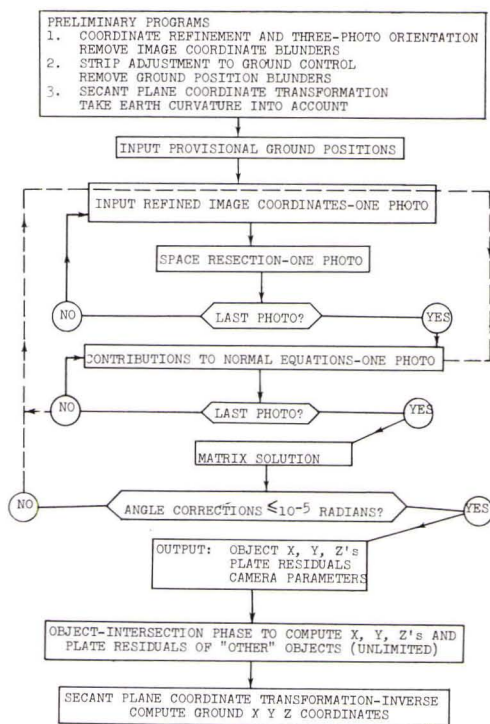 PRELIMINARY PROGRAMS
1. COORDINATE REFINEMENT AND THREE-PHOTO ORIENTATION
REMOVE IMAGE COORDINATE BLUNDERS
2. STRIP ADJUSTMENT TO GROUND CONTROL
REMOVE GROUND POSITION BLUNDERS
3. SECANT PLANE COORDINATE TRANSFORMATION
TAKE EARTH CURVATURE INTO ACCOUNT
INPUT PROVISIONAL GROUND POSITIONS
INPUT REFINED IMAGE COORDINATES-ONE PHOTO
SPACE RESECTION-ONE PHOTO
NO
LAST PHOTO?
YES
CONTRIBUTIONS TO NORMAL EQUATIONS-ONE PHOTO
NO
LAST PHOTO?
YES
MATRIX SOLUTION
NO
ANGLE CORRECTIONS ≤10-5 RADIANS?
YES
OUTPUT: OBJECT X, Y, Z's
PLATE RESIDUALS
CAMERA PARAMETERS
OBJECT-INTERSECTION PHASE TO COMPUTE X, Y, Z's AND
PLATE RESIDUALS OF "OTHER" OBJECTS (UNLIMITED)
SECANT PLANE COORDINATE TRANSFORMATION-INVERSE
COMPUTE GROUND X Y Z COORDINATES